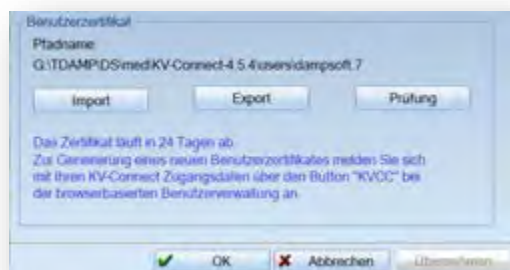 Benutzerzertifikat
Pfadname:
G:\TDAMP\DS\med\KV-Connect-4.5.4\users\dampsoft.7
Import Export Prüfung
Das Zertifikat läuft in 24 Tagen ab.
Zur Generierung eines neuen Benutzerzertifikates melden Sie sich
mit Ihren KV-Connect Zugangsdaten über den Button "KVCC" bei
der browserbasierten Benutzerverwaltung an.
OK Abbrechen Übernehmen